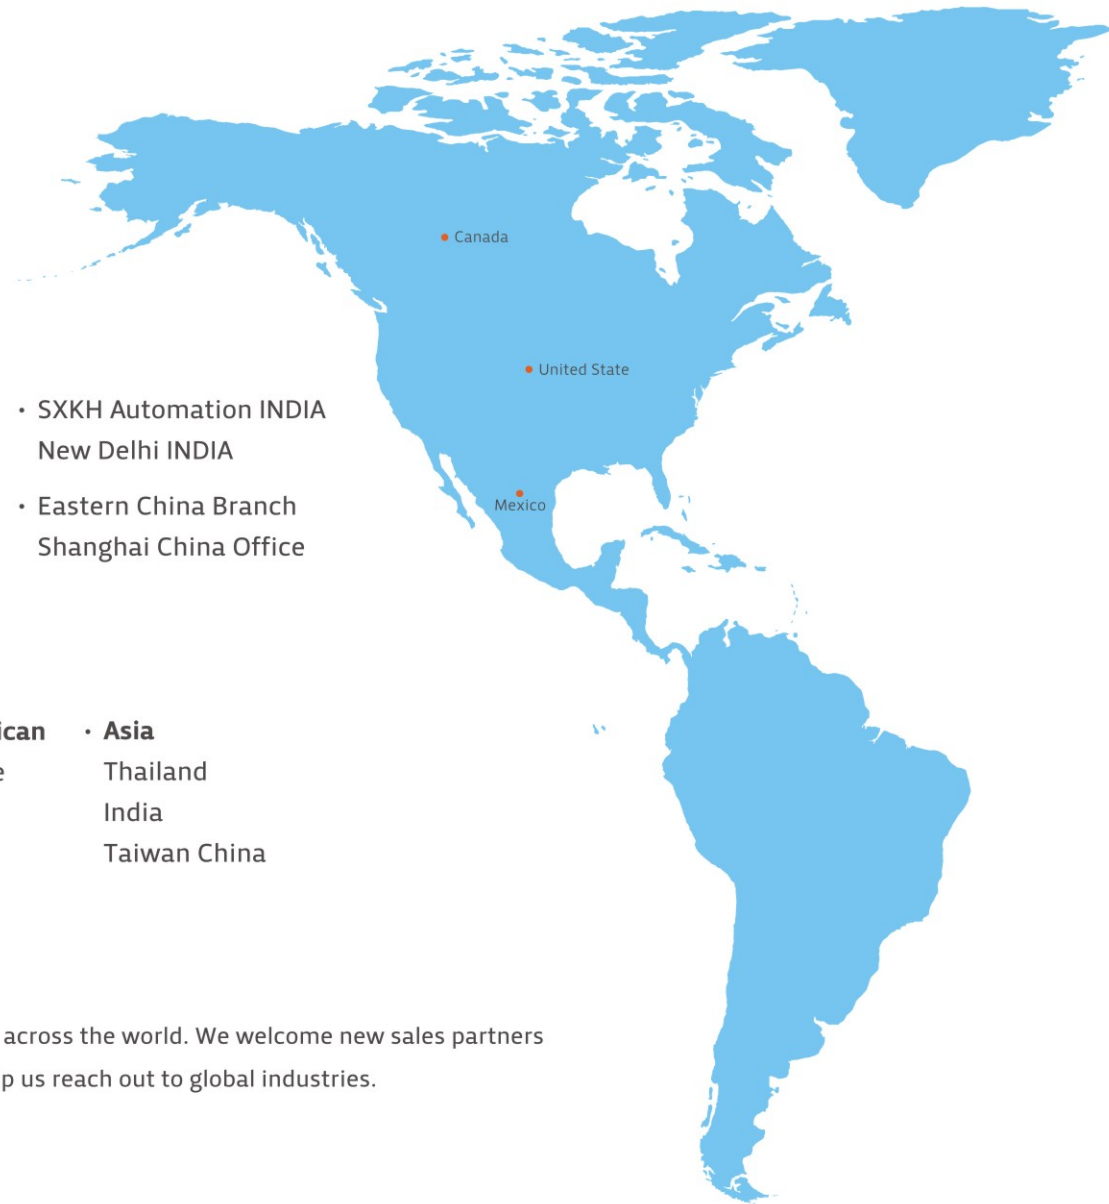 Canada
United State
• SXKH Automation INDIA
New Delhi INDIA
Mexico
• Eastern China Branch
Shanghai China Office
ican
• Asia
e
Thailand
India
Taiwan China
across the world. We welcome new sales partners
p us reach out to global industries.